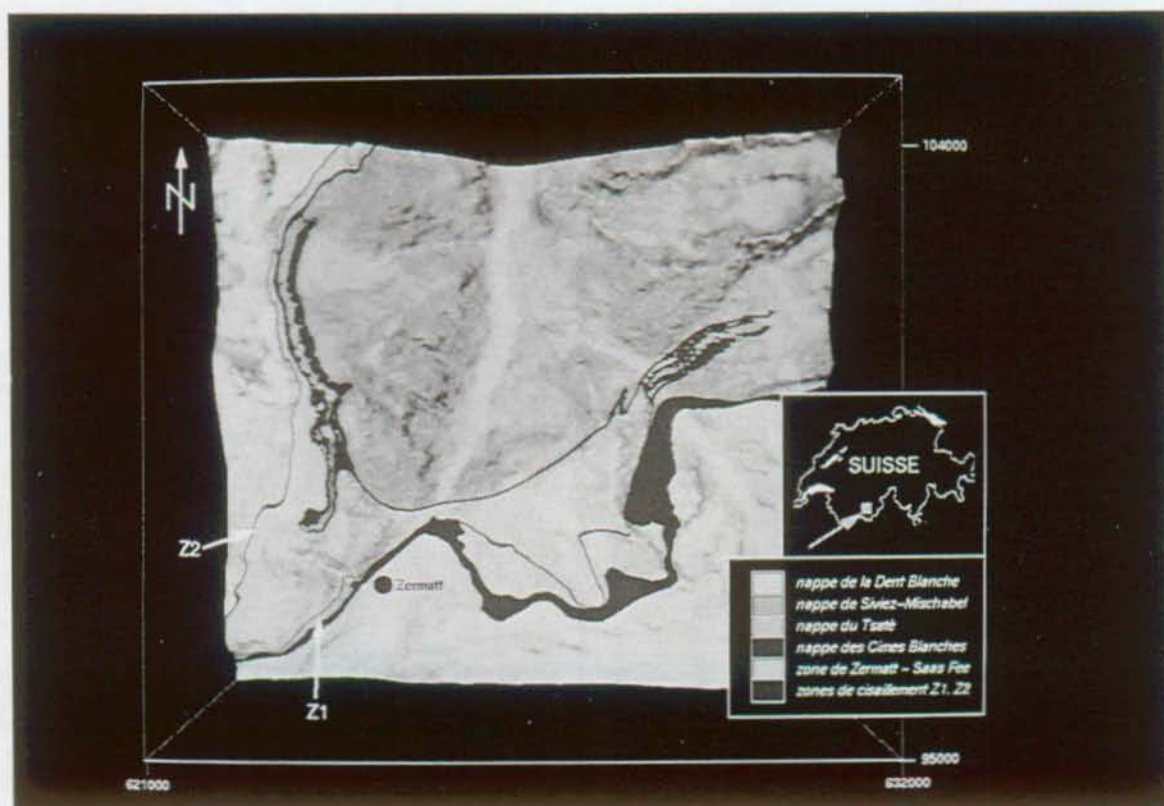 N
104000
SUISSE
Z2
Zermatt
nappe de la Dent Blanche
nappe de Siviez-Mischabel
nappe du Tsaté
nappe des Cimes Blanches
zone de Zermatt - Saas Fee
zones de cisaillement Z1, Z2
Z1
95000
621000
632000